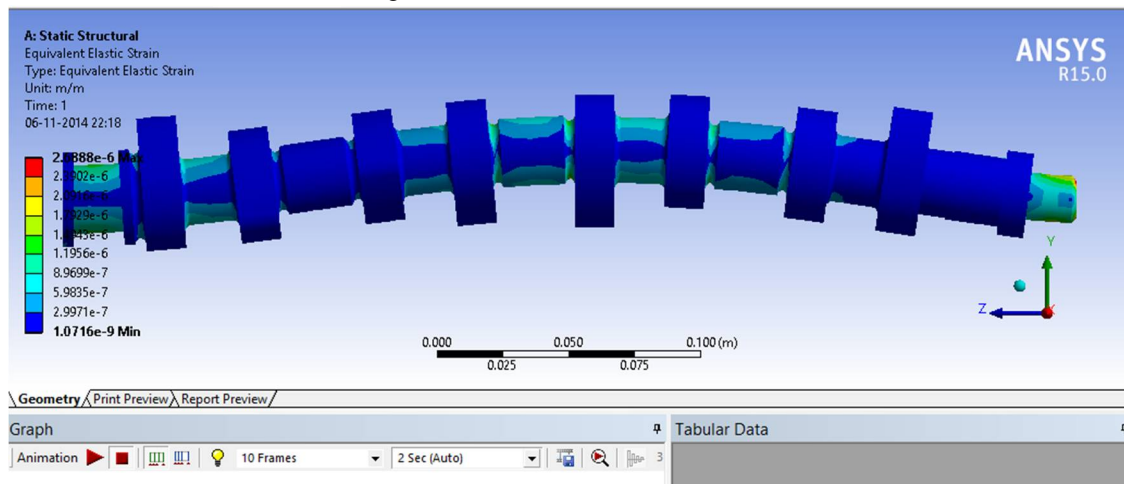 A: Static Structural
Equivalent Elastic Strain
Type: Equivalent Elastic Strain
Unit: m/m
Time: 1
06-11-2014 22:18
ANSYS
R15.0
Max
1.1956e-6
8.9699e-7
5.9835e-7
2.9971e-7
1.0716e-9 Min
Y
Z
X
0.000 0.050 0.100 (m)
0.025 0.075
Geometry Print Preview Report Preview
Graph
Tabular Data
Animation 10 Frames 2 Sec (Auto) 3